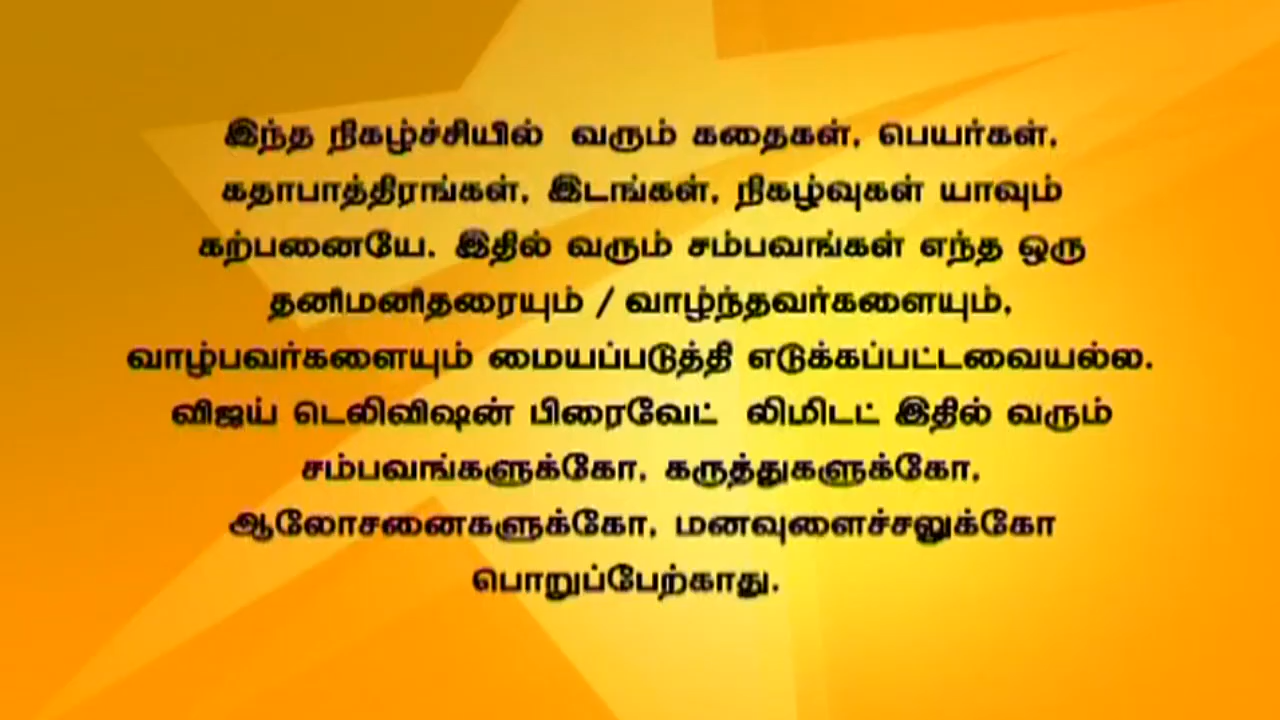 இந்த நிகழ்ச்சியில் வரும் கதைகள், பெயர்கள்,
கதாபாத்திரங்கள், இடங்கள், நிகழ்வுகள் யாவும்
கற்பனையே. இதில் வரும் சம்பவங்கள் எந்த ஒரு
தனிமனிதரையும் / வாழ்ந்தவர்களையும்,
வாழ்பவர்களையும் மையப்படுத்தி எடுக்கப்பட்டவையல்ல.
விஜய் டெலிவிஷன் பிரைவேட் லிமிடட் இதில் வரும்
சம்பவங்களுக்கோ, கருத்துகளுக்கோ,
ஆலோசனைகளுக்கோ, மனவுளைச்சலுக்கோ
பொறுப்பேற்காது.